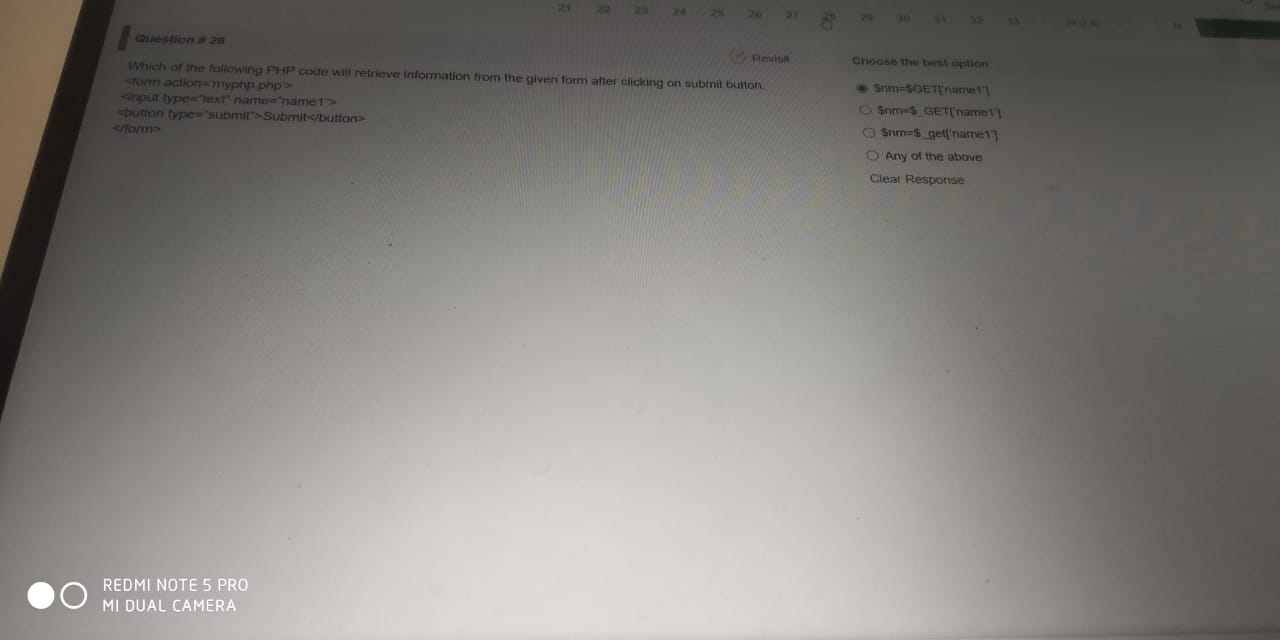 21 22 23 24 25 26 27 28 29 30 31 32 33
Question # 28
Revisit
Which of the following PHP code will retrieve information from the given form after clicking on submit button.
<form action='myphp.php'>
<input type="text" name="name1">
<button type="submit">Submit</button>
</form>
Choose the best option
$nm=$GET['name1']
$nm=$_GET['name1']
$nm=$_get['name1']
Any of the above
Clear Response
REDMI NOTE 5 PRO
MI DUAL CAMERA